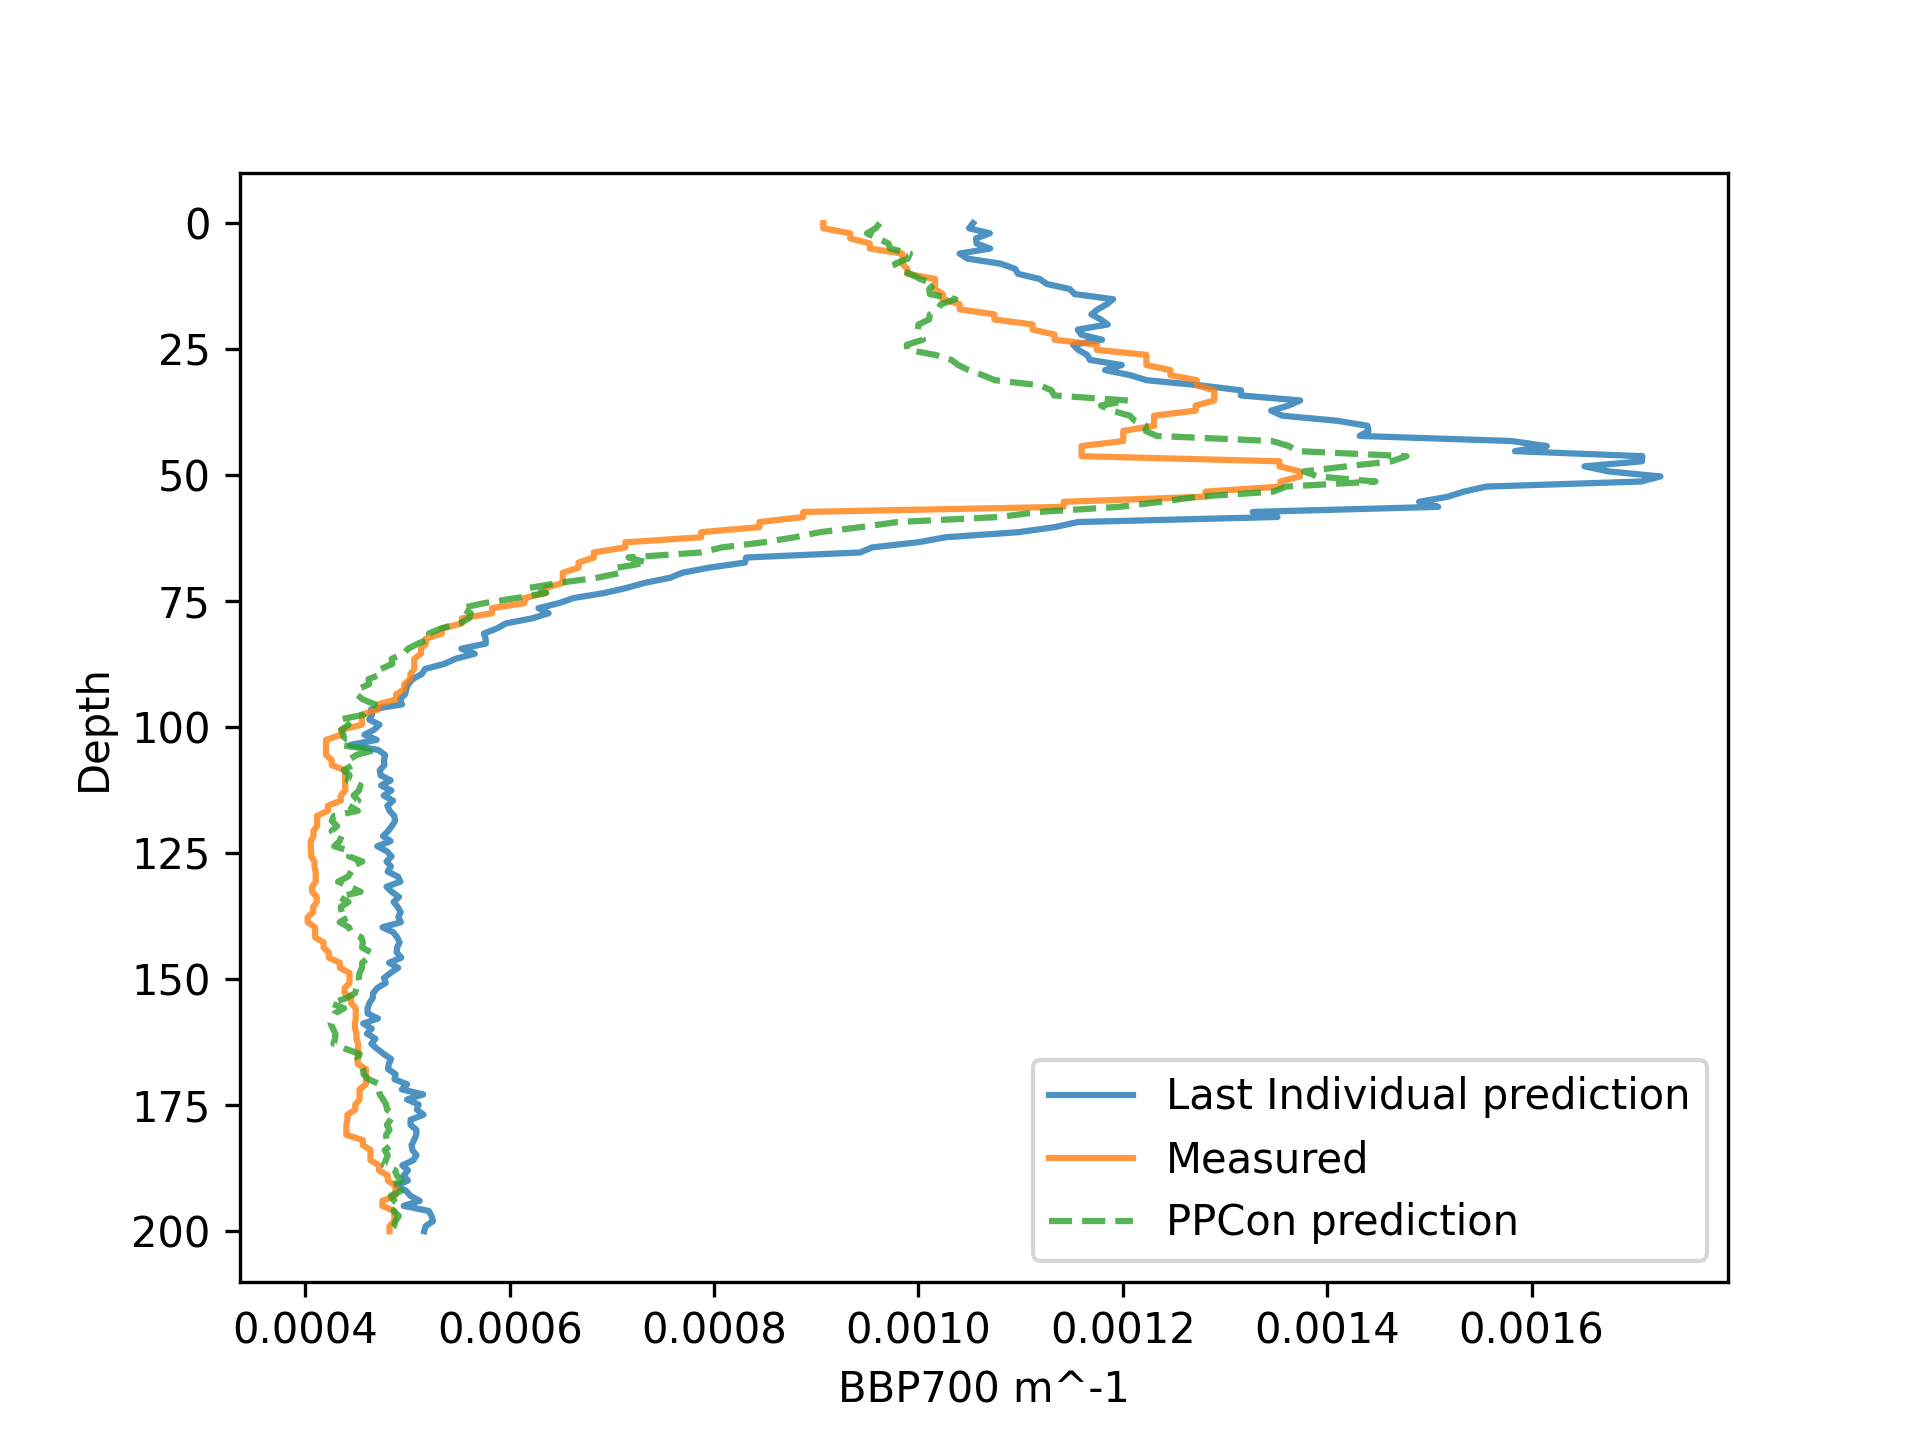 0
25
50
75
100
125
150
175
200
Depth
0.0004 0.0006 0.0008 0.0010 0.0012 0.0014 0.0016
BBP700 m^-1
Last Individual prediction
Measured
PPCon prediction